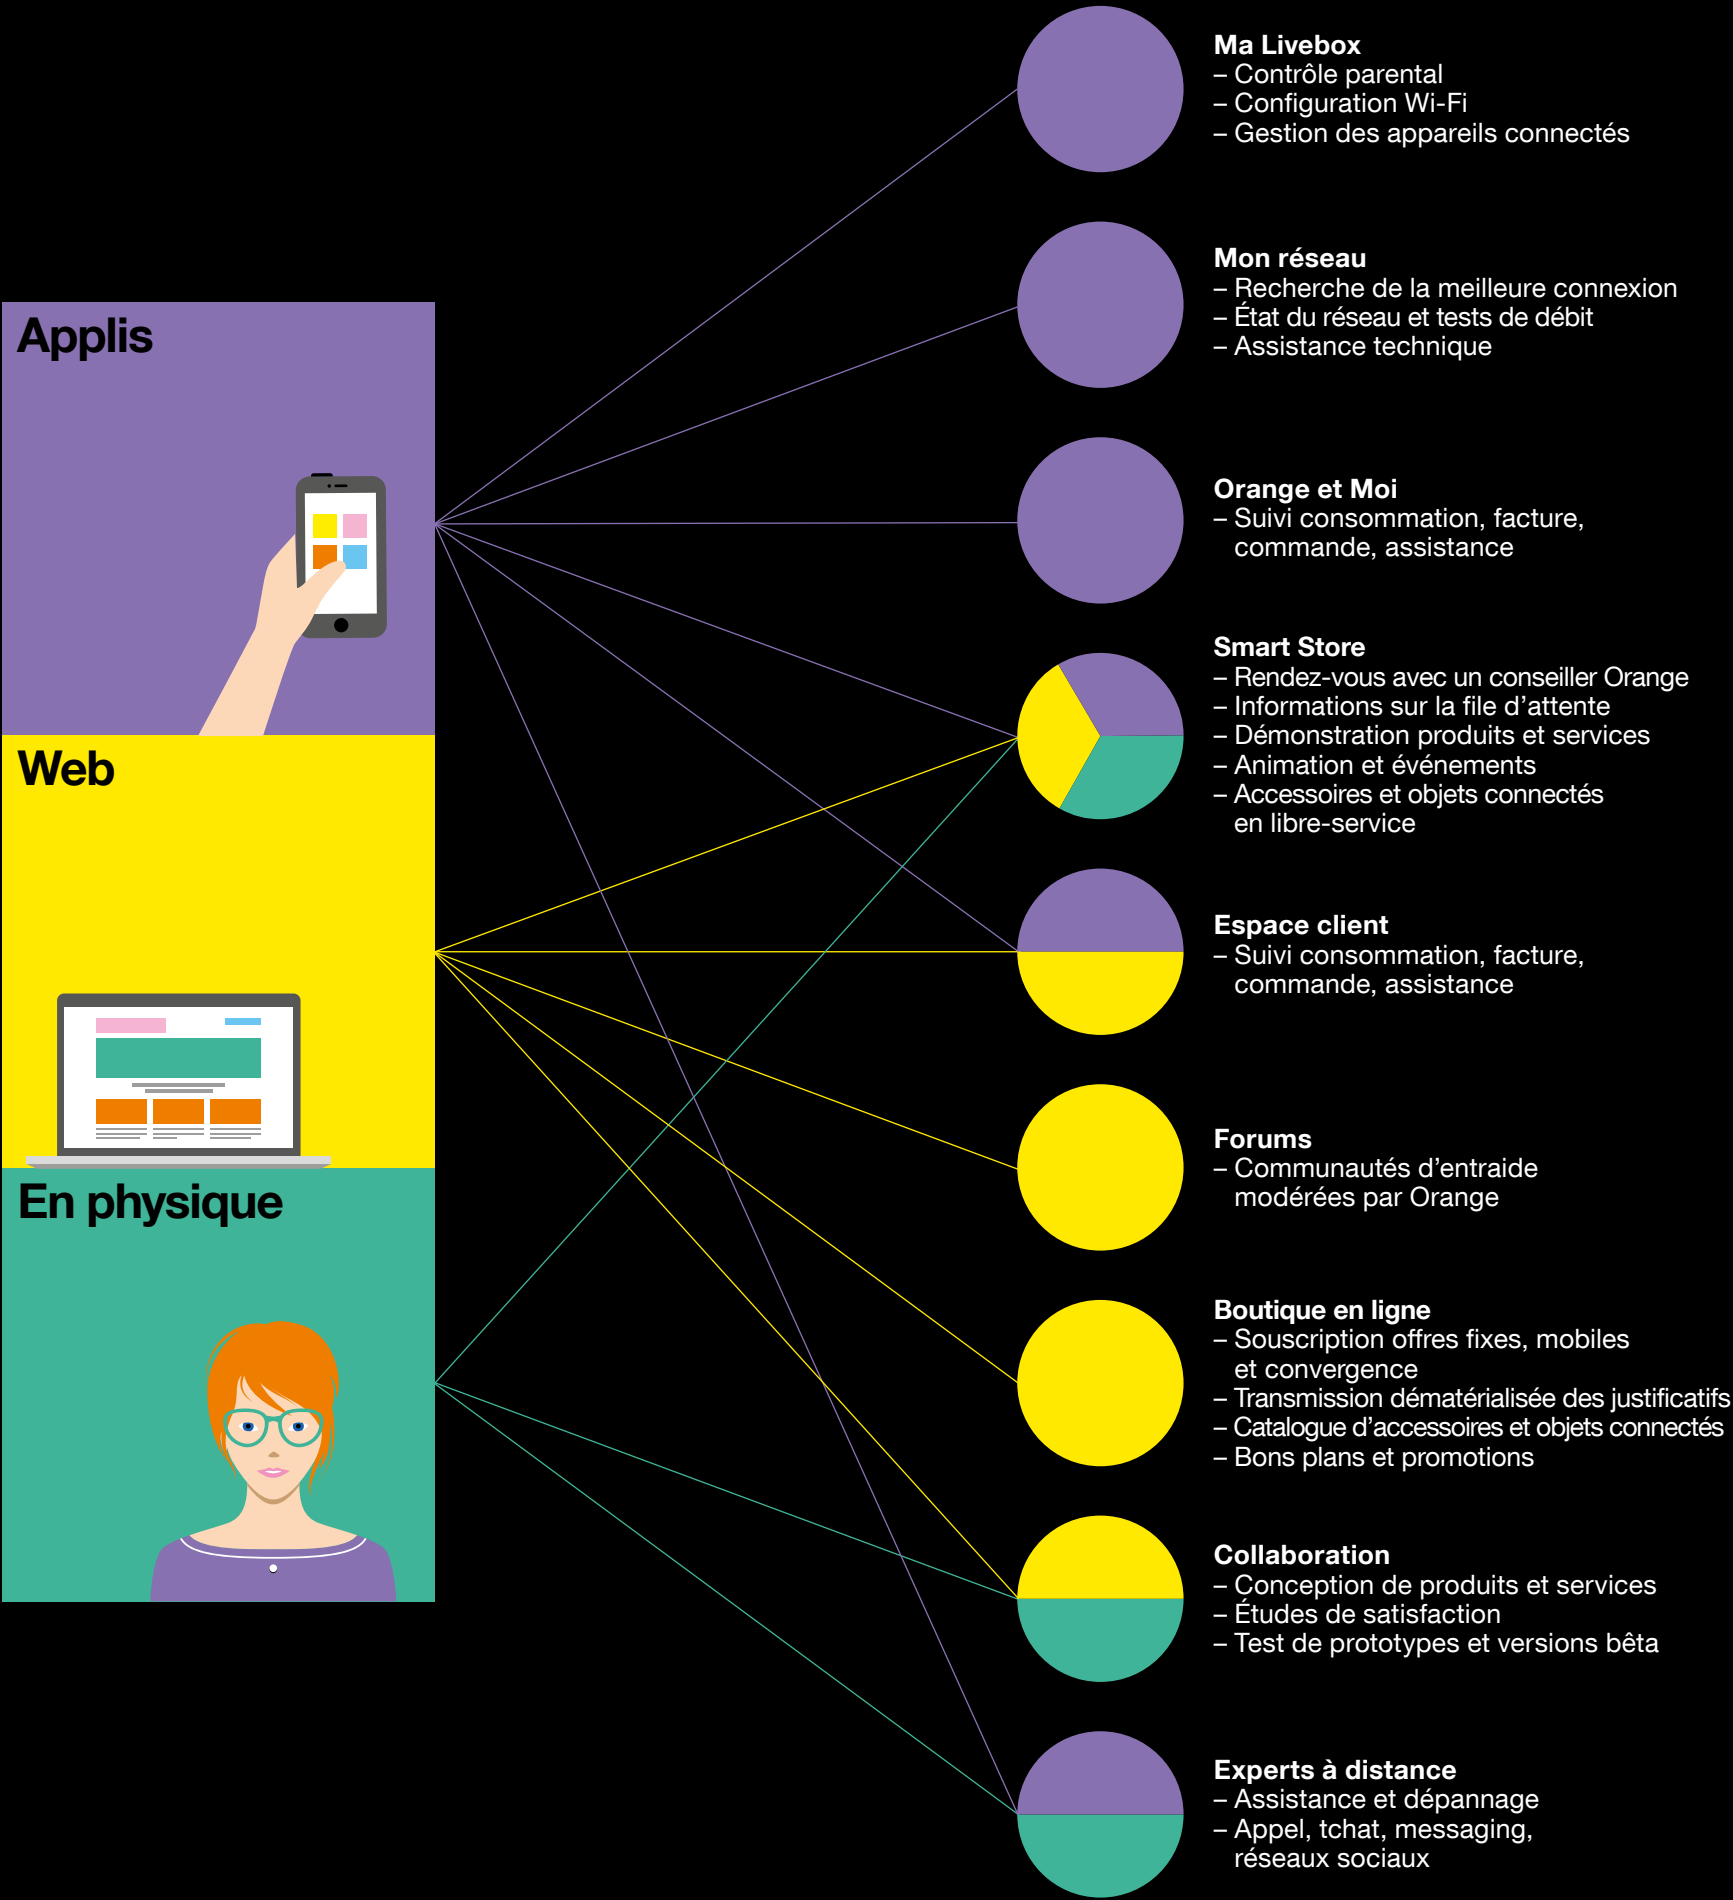 Applis
Web
En physique
Ma Livebox
– Contrôle parental
– Configuration Wi-Fi
– Gestion des appareils connectés
Mon réseau
– Recherche de la meilleure connexion
– État du réseau et tests de débit
– Assistance technique
Orange et Moi
– Suivi consommation, facture,
commande, assistance
Smart Store
– Rendez-vous avec un conseiller Orange
– Informations sur la file d’attente
– Démonstration produits et services
– Animation et événements
– Accessoires et objets connectés
en libre-service
Espace client
– Suivi consommation, facture,
commande, assistance
Forums
– Communautés d’entraide
modérées par Orange
Boutique en ligne
– Souscription offres fixes, mobiles
et convergence
– Transmission dématérialisée des justificatifs
– Catalogue d’accessoires et objets connectés
– Bons plans et promotions
Collaboration
– Conception de produits et services
– Études de satisfaction
– Test de prototypes et versions bêta
Experts à distance
– Assistance et dépannage
– Appel, tchat, messaging,
réseaux sociaux